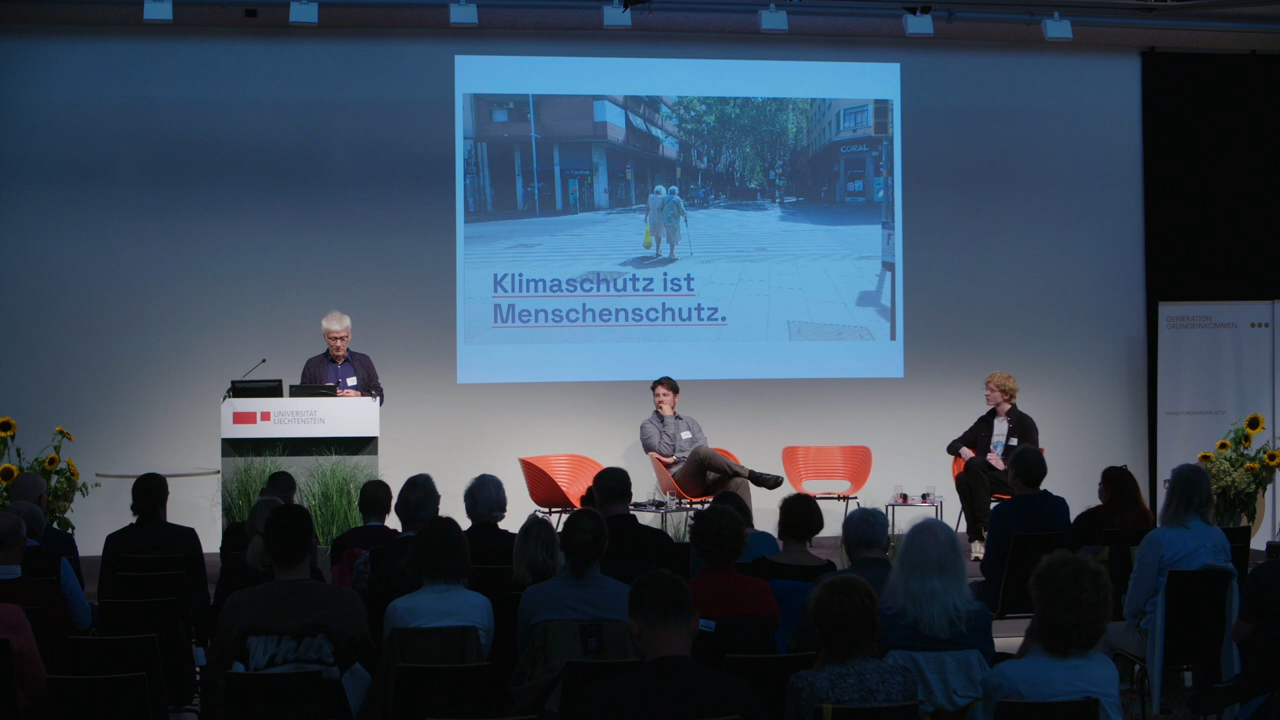 CORAL
Klimaschutz ist
Menschenschutz.
UNIVERSITÄT
LIECHTENSTEIN
GENERATION
GRUNDEINKOMMEN